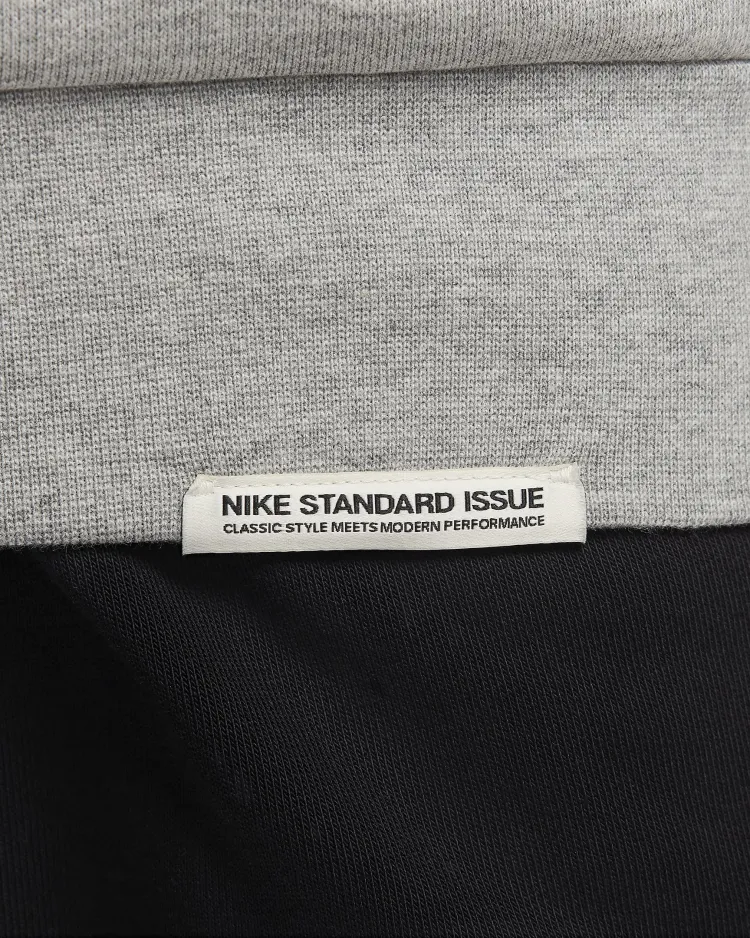 NIKE STANDARD ISSUE
CLASSIC STYLE MEETS MODERN PERFORMANCE